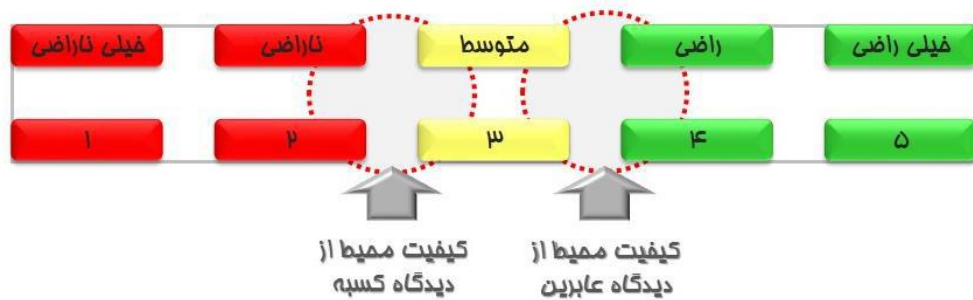 خیلی راضی
راضی
متوسط
ناراضی
خیلی ناراضی
۵
۴
۳
۲
۱
کیفیت محیط از
دیدگاه عابرین
کیفیت محیط از
دیدگاه کسبه